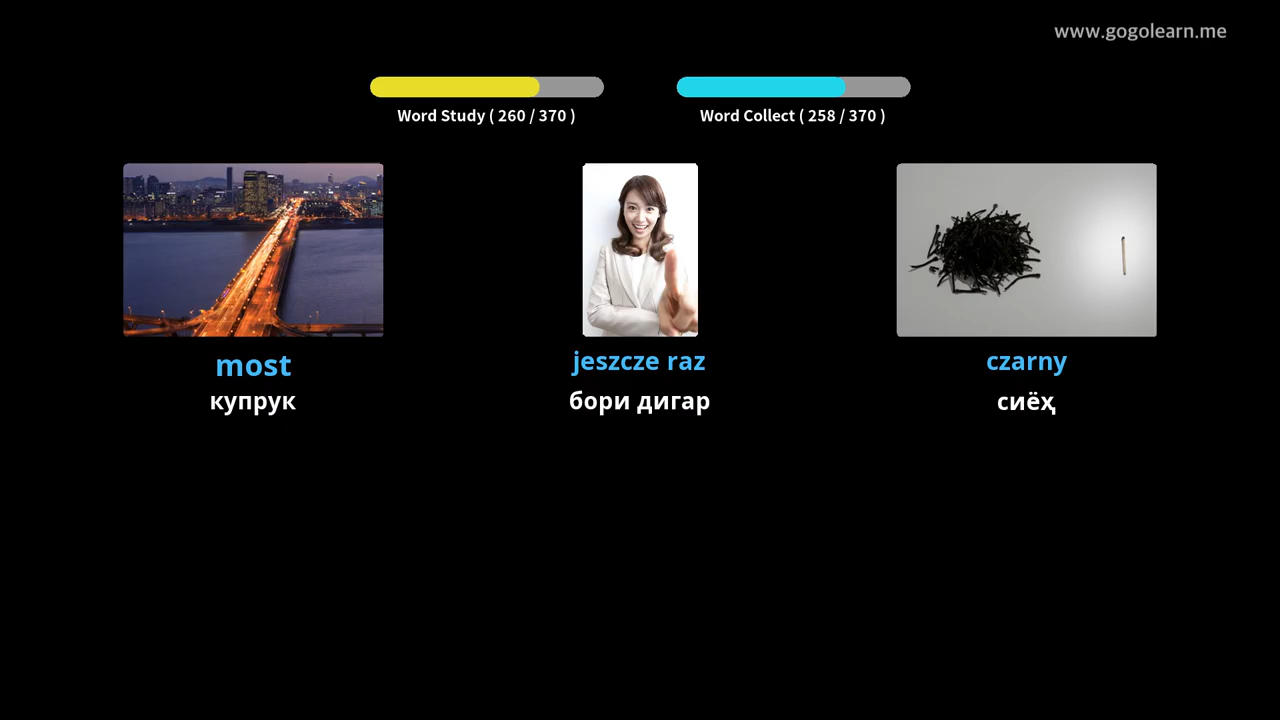 www.gogolearn.me
Word Study ( 260 / 370 )
Word Collect ( 258 / 370 )
most
jeszcze raz
czarny
купрук
бори дигар
сиёҳ